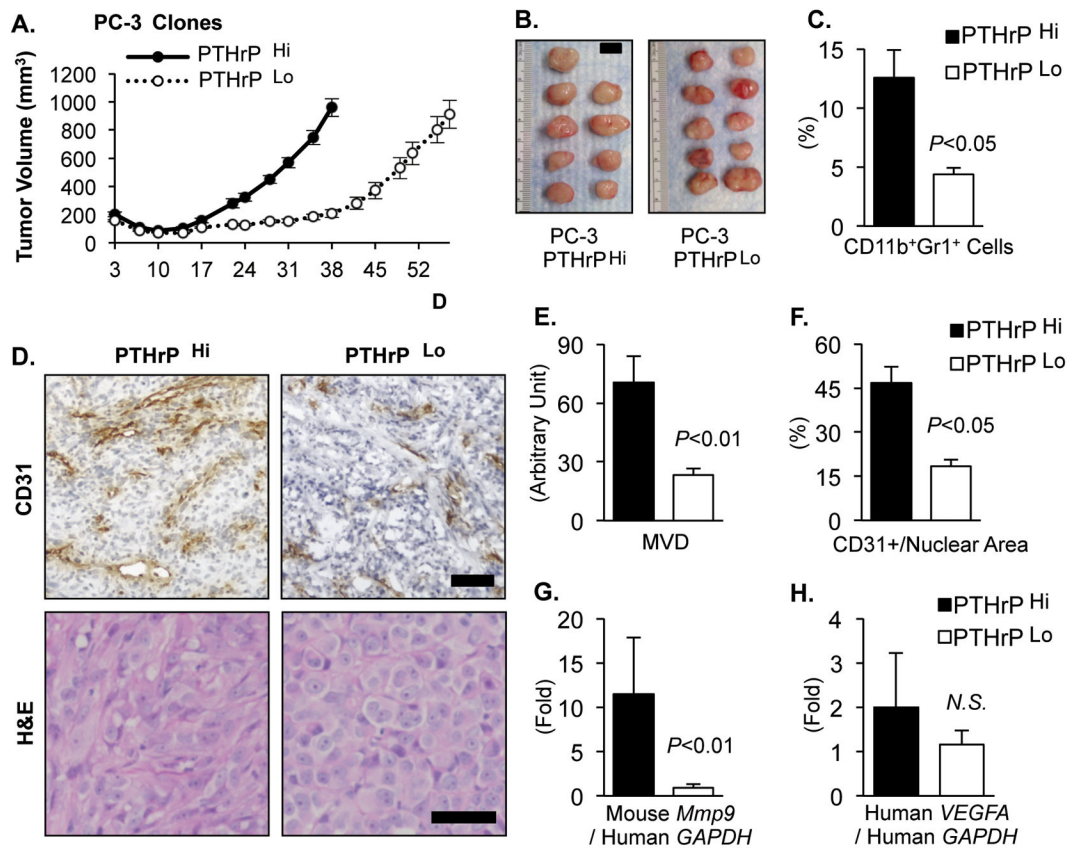 A.
PC-3 Clones
PTHrP Hi
PTHrP Lo
Tumor Volume (mm³)
1200
1000
800
600
400
200
0
3 10 17 24 31 38 45 52
B.
PC-3
PTHrP Hi
PC-3
PTHrP Lo
C.
PTHrP Hi
PTHrP Lo
(%)
15
10
5
0
P<0.05
CD11b⁺Gr1⁺ Cells
D
D.
PTHrP Hi
PTHrP Lo
CD31
H&E
E.
(Arbitrary Unit)
90
60
30
0
P<0.01
MVD
F.
PTHrP Hi
PTHrP Lo
(%)
60
45
30
15
0
P<0.05
CD31+/Nuclear Area
G.
(Fold)
20
15
10
5
0
P<0.01
Mouse Mmp9
/ Human GAPDH
H.
PTHrP Hi
PTHrP Lo
(Fold)
4
3
2
1
0
N.S.
Human VEGFA
/ Human GAPDH